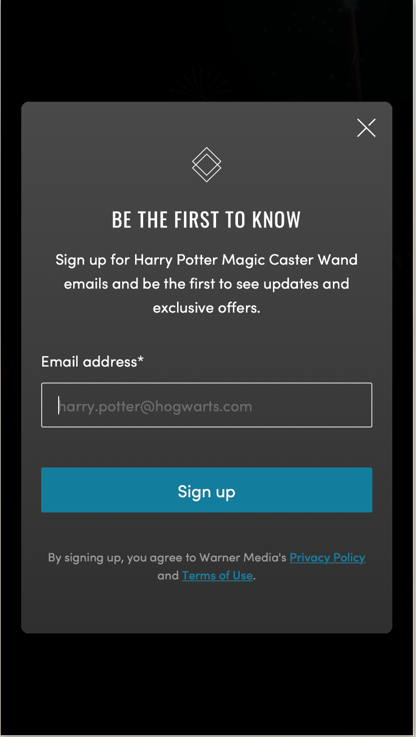 BE THE FIRST TO KNOW
Sign up for Harry Potter Magic Caster Wand
emails and be the first to see updates and
exclusive offers.
Email address*
harry.potter@hogwarts.com
Sign up
By signing up, you agree to Warner Media's Privacy Policy
and Terms of Use.